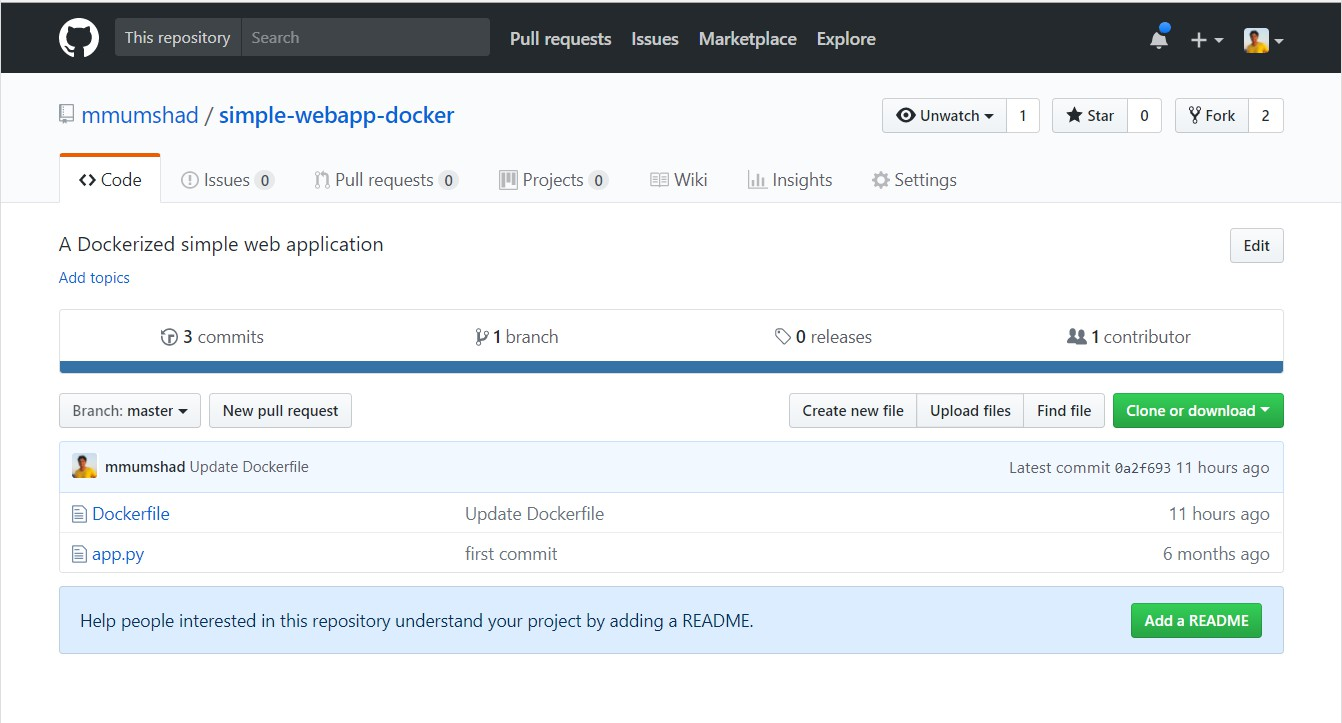 This repository Search Pull requests Issues Marketplace Explore
mmumshad / simple-webapp-docker Unwatch 1 Star 0 Fork 2
Code Issues 0 Pull requests 0 Projects 0 Wiki Insights Settings
A Dockerized simple web application Edit
Add topics
3 commits 1 branch 0 releases 1 contributor
Branch: master New pull request Create new file Upload files Find file Clone or download
mmumshad Update Dockerfile Latest commit 0a2f693 11 hours ago
Dockerfile Update Dockerfile 11 hours ago
app.py first commit 6 months ago
Help people interested in this repository understand your project by adding a README. Add a README